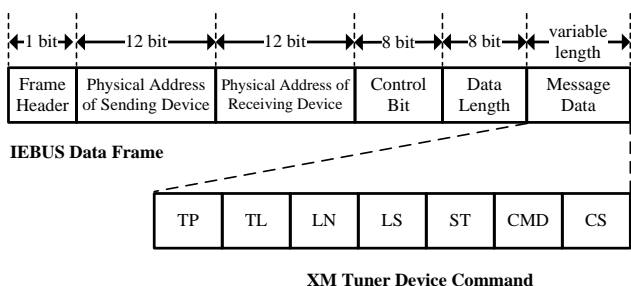 1 bit 12 bit 12 bit 8 bit 8 bit variable length
Frame Header
Physical Address of Sending Device
Physical Address of Receiving Device
Control Bit
Data Length
Message Data
IEBUS Data Frame
TP TL LN LS ST CMD CS
XM Tuner Device Command